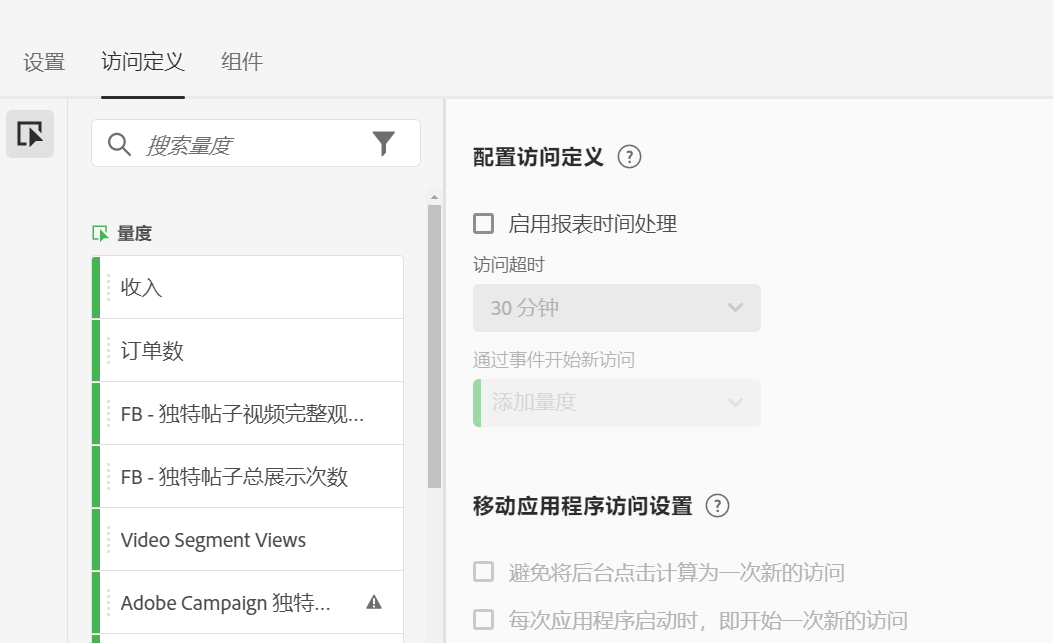 设置 访问定义 组件
搜索量度
量度
收入
订单数
FB - 独特帖子视频完整观...
FB - 独特帖子总展示次数
Video Segment Views
Adobe Campaign 独特...
配置访问定义 ?
启用报表时间处理
访问超时
30 分钟
通过事件开始新访问
添加量度
移动应用程序访问设置 ?
避免将后台点击计算为一次新的访问
每次应用程序启动时，即开始一次新的访问